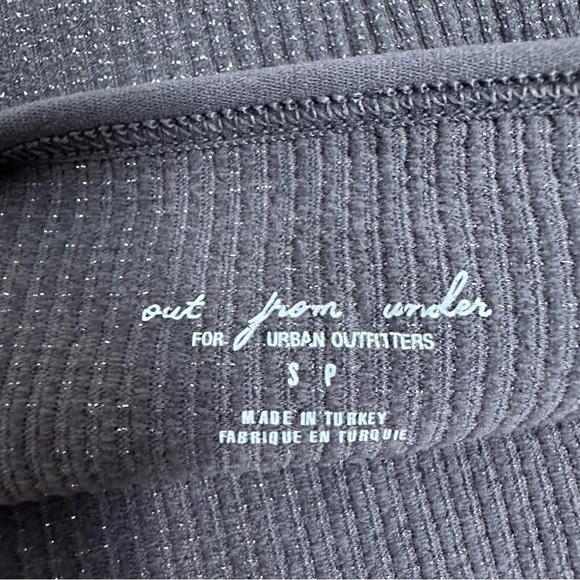 out from under
FOR URBAN OUTFITTERS
S P
MADE IN TURKEY
FABRIQUE EN TURQUIE